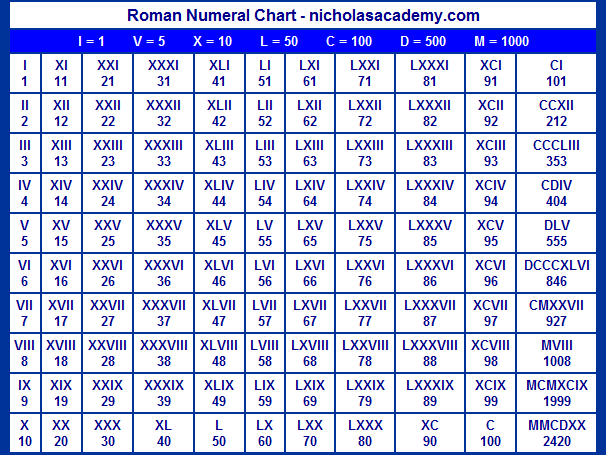 Roman Numeral Chart - nicholasacademy.com
I = 1 V = 5 X = 10 L = 50 C = 100 D = 500 M = 1000
I XI XXI XXXI XLI LI LXI LXXI LXXXI XCI CI
1 11 21 31 41 51 61 71 81 91 101
II XII XXII XXXII XLII LII LXII LXXII LXXXII XCII CCXII
2 12 22 32 42 52 62 72 82 92 212
III XIII XXIII XXXIII XLIII LIII LXIII LXXIII LXXXIII XCIII CCCLIII
3 13 23 33 43 53 63 73 83 93 353
IV XIV XXIV XXXIV XLIV LIV LXIV LXXIV LXXXIV XCIV CDIV
4 14 24 34 44 54 64 74 84 94 404
V XV XXV XXXV XLV LV LXV LXXV LXXXV XCV DLV
5 15 25 35 45 55 65 75 85 95 555
VI XVI XXVI XXXVI XLVI LVI LXVI LXXVI LXXXVI XCVI DCCCXLVI
6 16 26 36 46 56 66 76 86 96 846
VII XVII XXVII XXXVII XLVII LVII LXVII LXXVII LXXXVII XCVII CMXXVII
7 17 27 37 47 57 67 77 87 97 927
VIII XVIII XXVIII XXXVIII XLVIII LVIII LXVIII LXXVIII LXXXVIII XCVIII MVIII
8 18 28 38 48 58 68 78 88 98 1008
IX XIX XXIX XXXIX XLIX LIX LXIX LXXIX LXXXIX XCIX MCMXCIX
9 19 29 39 49 59 69 79 89 99 1999
X XX XXX XL L LX LXX LXXX XC C MMCDXX
10 20 30 40 50 60 70 80 90 100 2420